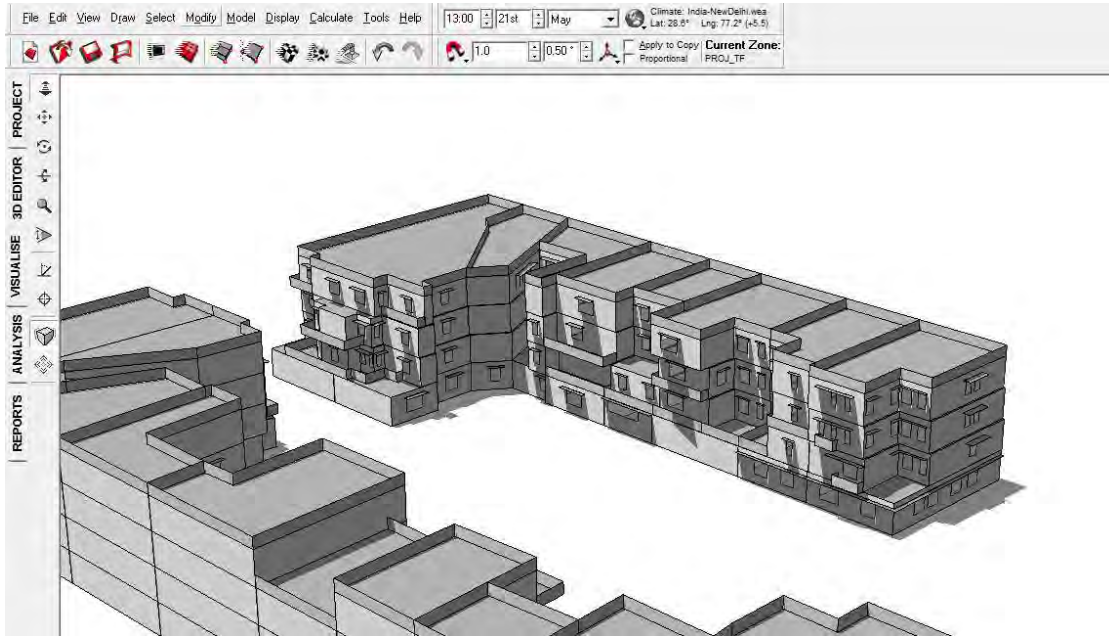 File Edit View Draw Select Modify Model Display Calculate Tools Help
13:00 21st May
Climate: India-NewDelhi.wea
Lat: 28.6° Lng: 77.2° (+5.5)
1.0 0.50 °
Apply to Copy
Proportional
Current Zone:
PROJ_TF
PROJECT
3D EDITOR
VISUALISE
ANALYSIS
REPORTS